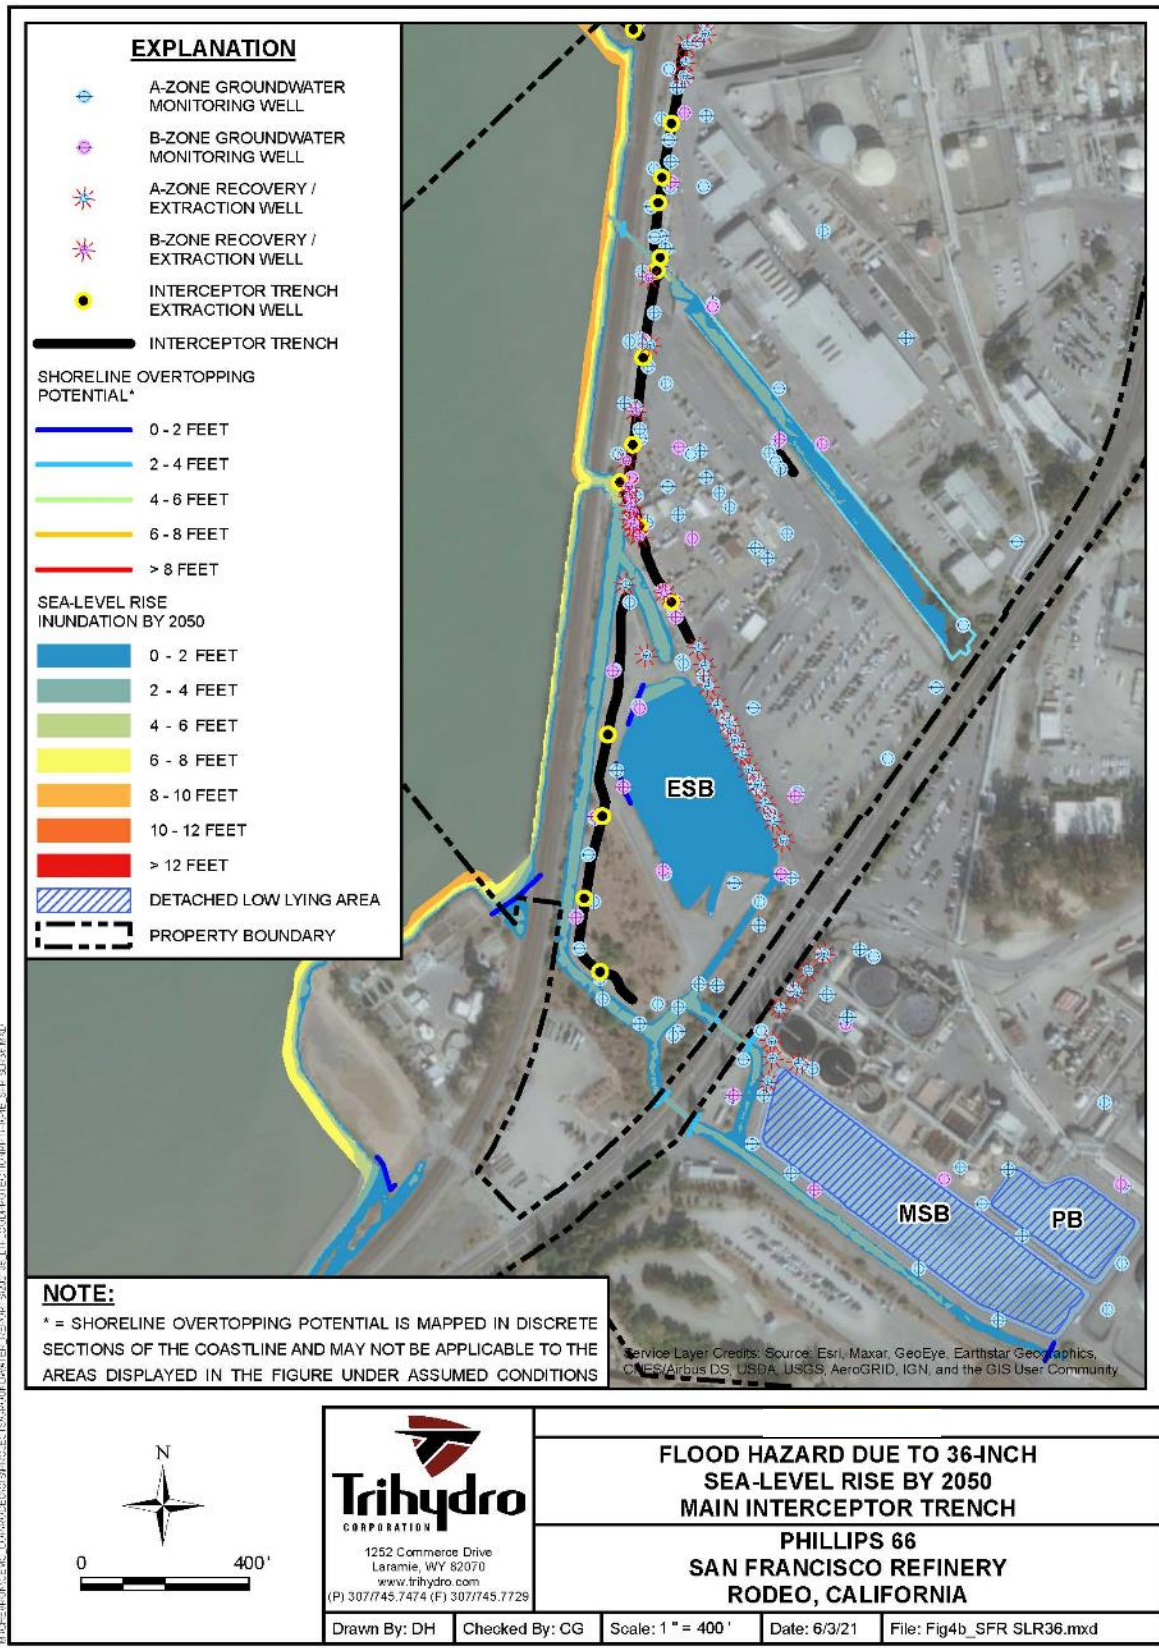 EXPLANATION
A-ZONE GROUNDWATER
MONITORING WELL
B-ZONE GROUNDWATER
MONITORING WELL
A-ZONE RECOVERY /
EXTRACTION WELL
B-ZONE RECOVERY /
EXTRACTION WELL
INTERCEPTOR TRENCH
EXTRACTION WELL
INTERCEPTOR TRENCH
SHORELINE OVERTOPPING
POTENTIAL*
0 - 2 FEET
2 - 4 FEET
4 - 6 FEET
6 - 8 FEET
> 8 FEET
SEA-LEVEL RISE
INUNDATION BY 2050
0 - 2 FEET
2 - 4 FEET
4 - 6 FEET
6 - 8 FEET
8 - 10 FEET
10 - 12 FEET
> 12 FEET
DETACHED LOW LYING AREA
PROPERTY BOUNDARY
ESB
MSB
PB
NOTE:
* = SHORELINE OVERTOPPING POTENTIAL IS MAPPED IN DISCRETE
SECTIONS OF THE COASTLINE AND MAY NOT BE APPLICABLE TO THE
AREAS DISPLAYED IN THE FIGURE UNDER ASSUMED CONDITIONS
Service Layer Credits: Source: Esri, Maxar, GeoEye, Earthstar Geographics,
CNES/Airbus DS, USDA, USGS, AeroGRID, IGN, and the GIS User Community
N
0 400'
Trihydro
CORPORATION
1252 Commerce Drive
Laramie, WY 82070
www.trihydro.com
(P) 307/745.7474 (F) 307/745.7729
FLOOD HAZARD DUE TO 36-INCH
SEA-LEVEL RISE BY 2050
MAIN INTERCEPTOR TRENCH
PHILLIPS 66
SAN FRANCISCO REFINERY
RODEO, CALIFORNIA
Drawn By: DH Checked By: CG Scale: 1 " = 400 ' Date: 6/3/21 File: Fig4b_SFR SLR36.mxd